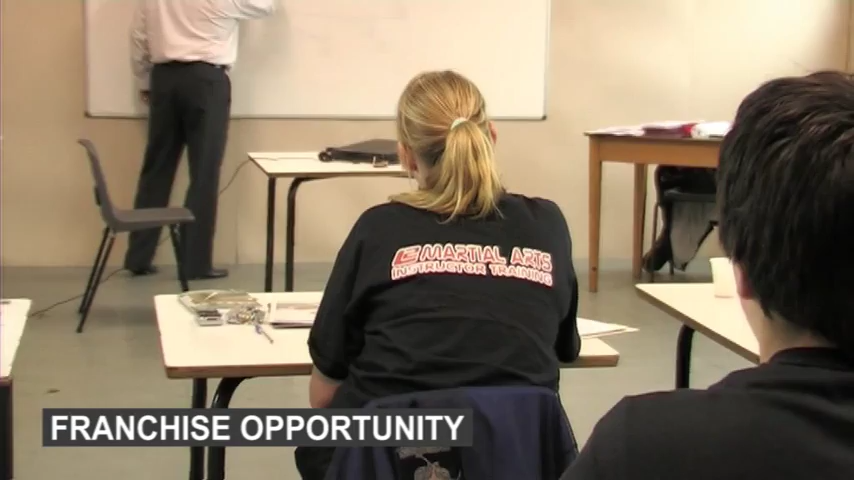 MARTIAL ARTS
INSTRUCTOR TRAINING
FRANCHISE OPPORTUNITY